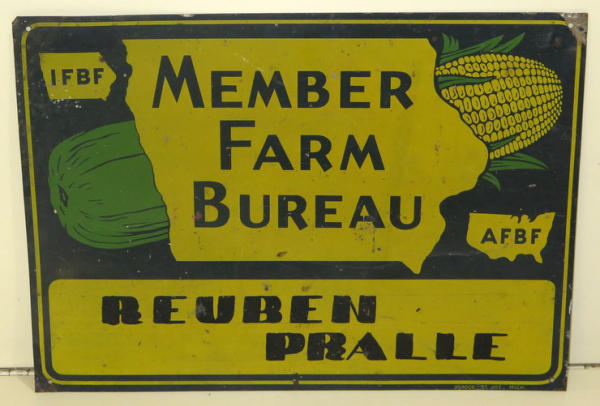 IFBF
MEMBER
FARM
BUREAU
AFBF
REUBEN
PRALLE